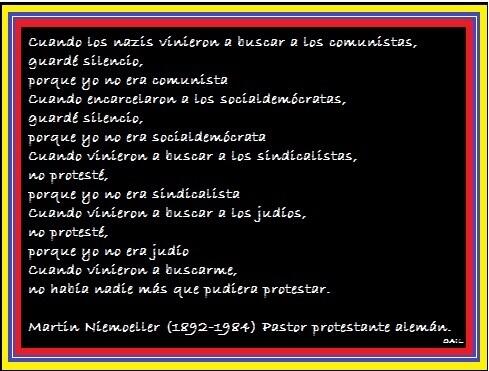 Cuando los nazis vinieron a buscar a los comunistas,
guardé silencio,
porque yo no era comunista
Cuando encarcelaron a los socialdemócratas,
guardé silencio,
porque yo no era socialdemócrata
Cuando vinieron a buscar a los sindicalistas,
no protesté,
porque yo no era sindicalista
Cuando vinieron a buscar a los judíos,
no protesté,
porque yo no era judío
Cuando vinieron a buscarme,
no había nadie más que pudiera protestar.
Martin Niemoeller (1892-1984) Pastor protestante alemán.